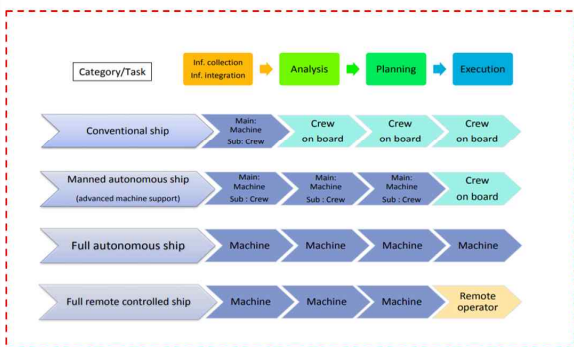 Category/Task
Inf. collection
Inf. integration
Analysis
Planning
Execution
Conventional ship
Main:
Machine
Sub: Crew
Crew
on board
Crew
on board
Crew
on board
Manned autonomous ship
(advanced machine support)
Main:
Machine
Sub : Crew
Main:
Machine
Sub : Crew
Main:
Machine
Sub : Crew
Crew
on board
Full autonomous ship
Machine
Machine
Machine
Machine
Full remote controlled ship
Machine
Machine
Machine
Remote
operator